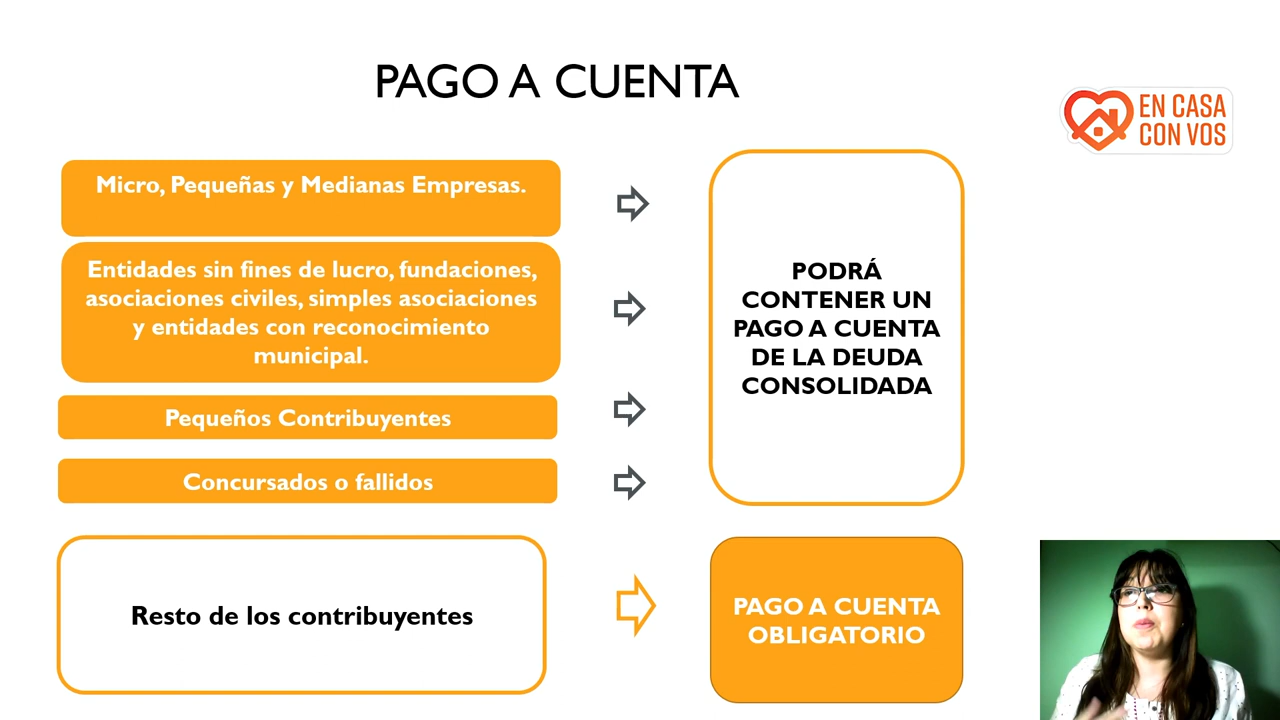 PAGO A CUENTA
EN CASA
CON VOS
Micro, Pequeñas y Medianas Empresas.
Entidades sin fines de lucro, fundaciones,
asociaciones civiles, simples asociaciones
y entidades con reconocimiento
municipal.
Pequeños Contribuyentes
Concursados o fallidos
PODRÁ
CONTENER UN
PAGO A CUENTA
DE LA DEUDA
CONSOLIDADA
Resto de los contribuyentes
PAGO A CUENTA
OBLIGATORIO